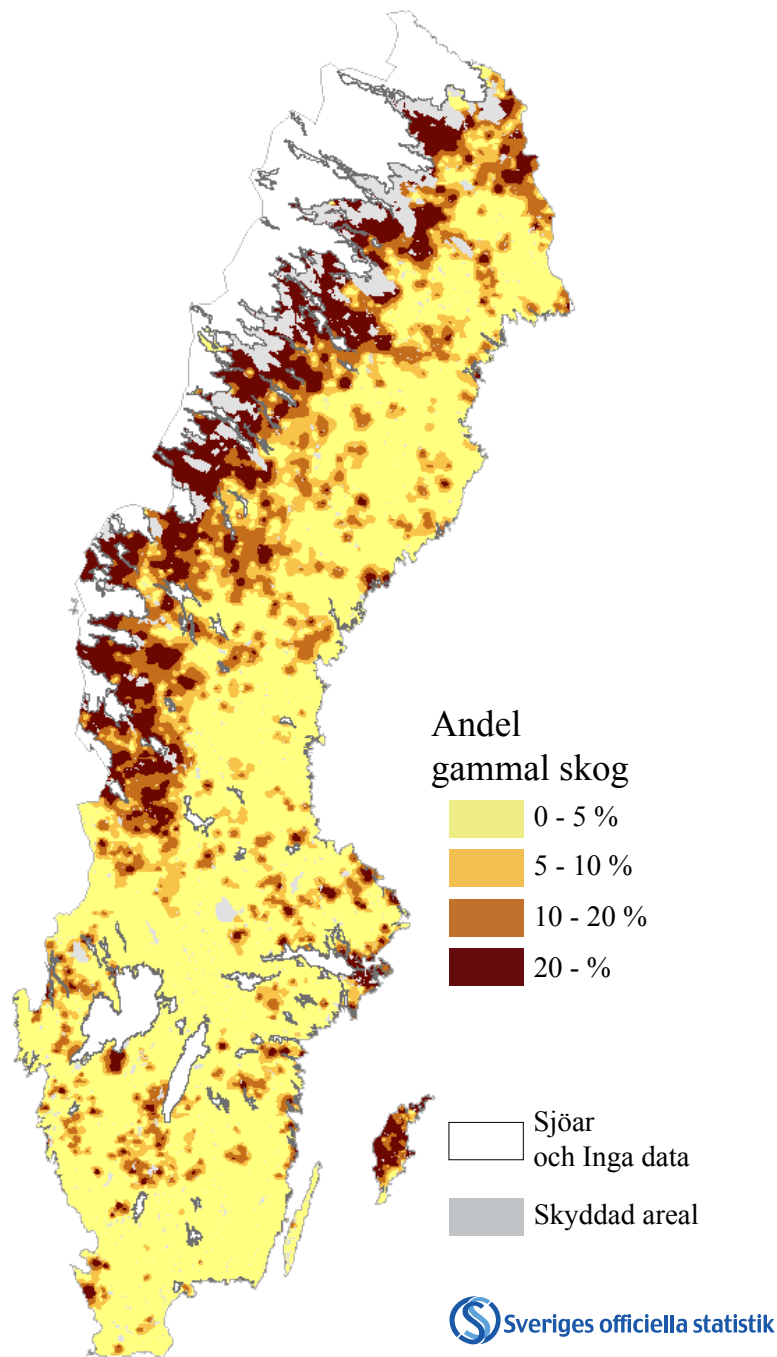 Andel
gammal skog
0 - 5 %
5 - 10 %
10 - 20 %
20 - %
Sjöar
och Inga data
Skyddad areal
Sveriges officiella statistik